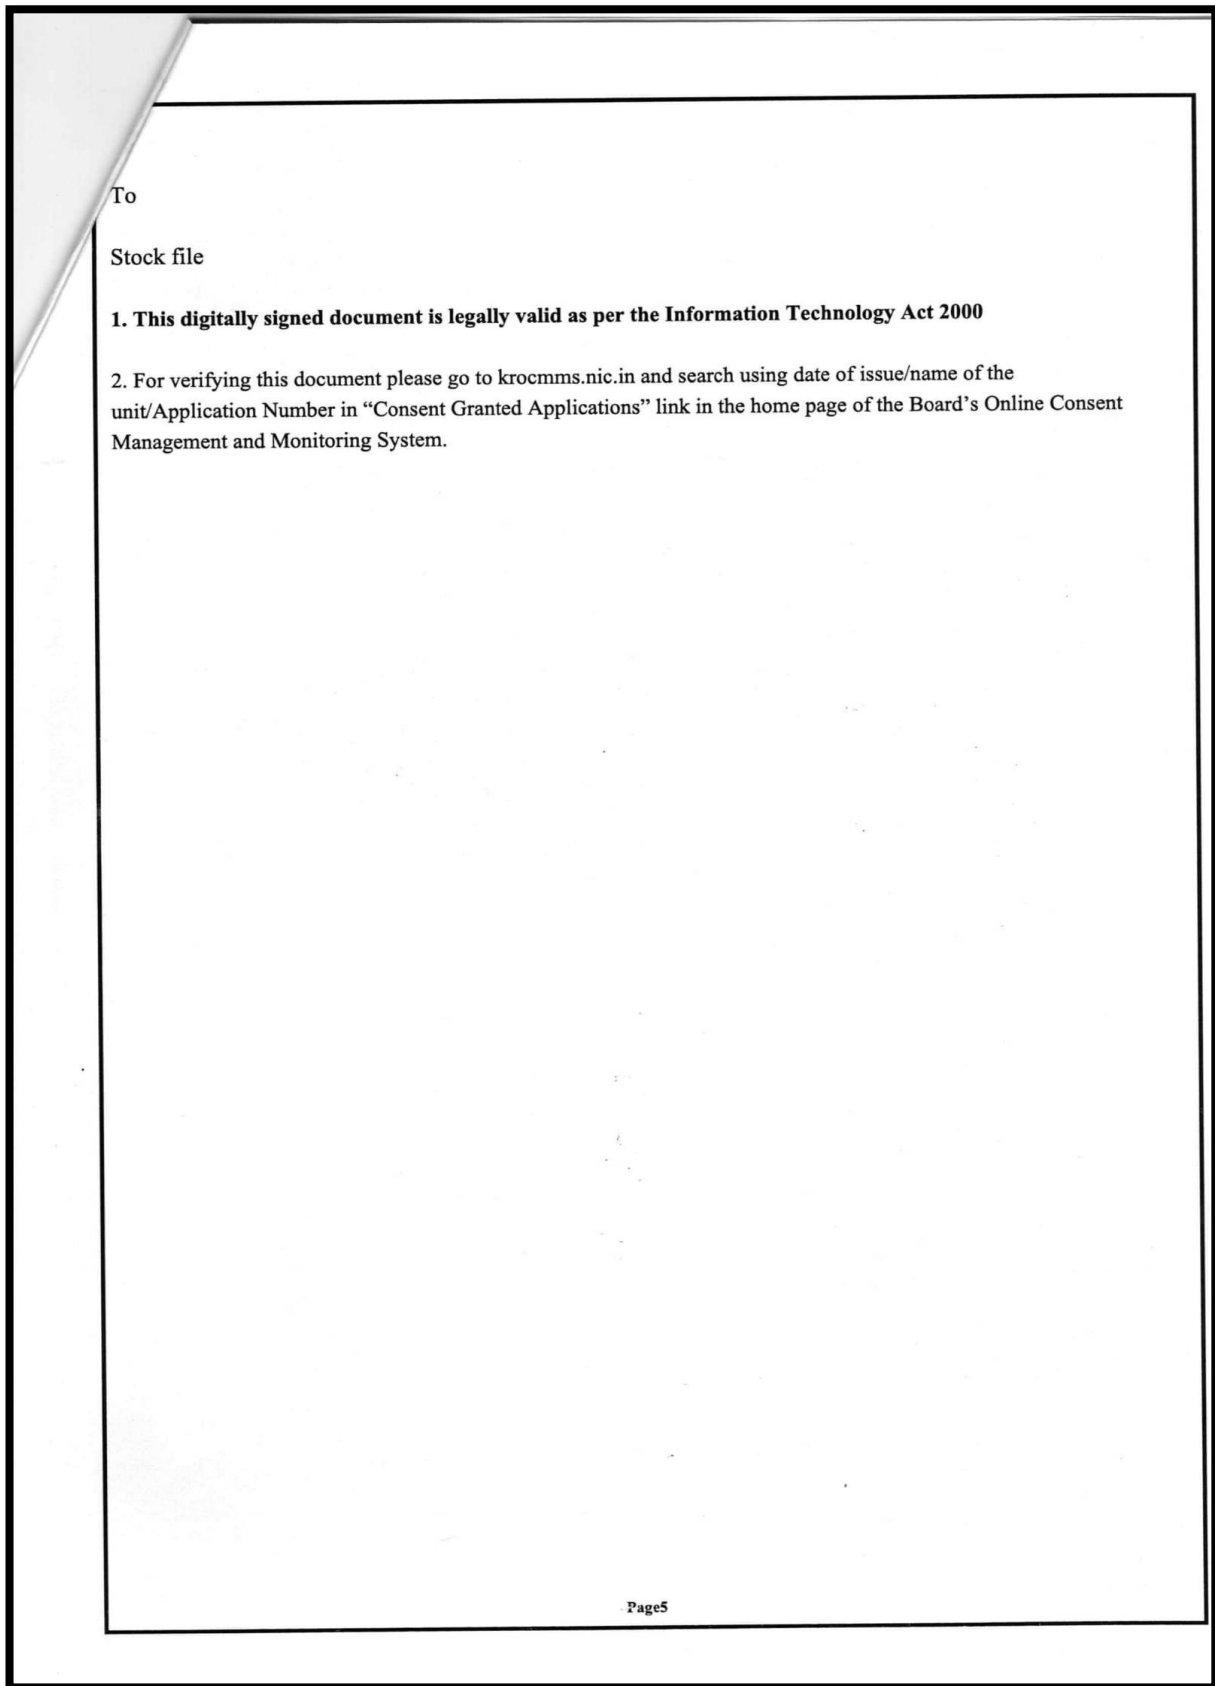 To
Stock file
1. This digitally signed document is legally valid as per the Information Technology Act 2000
2. For verifying this document please go to krocmms.nic.in and search using date of issue/name of the
unit/Application Number in “Consent Granted Applications” link in the home page of the Board’s Online Consent
Management and Monitoring System.
Page5